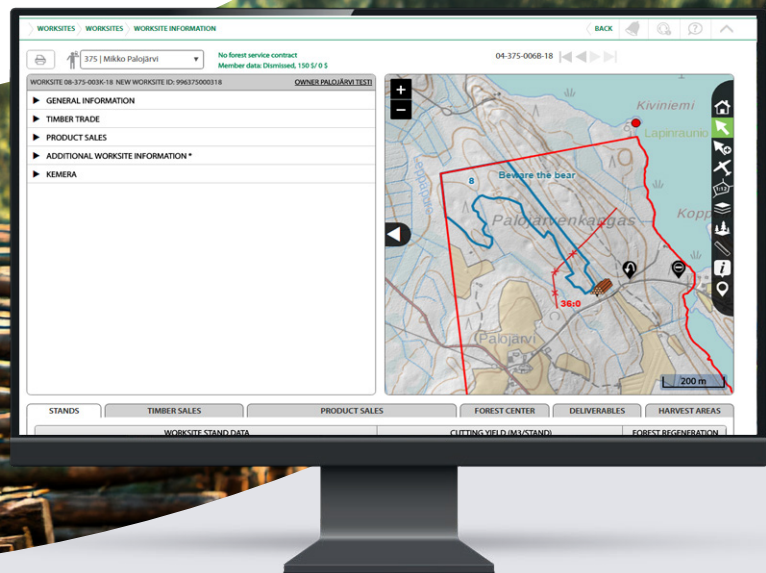 WORKSITES WORKSITES WORKSITE INFORMATION
BACK
375 | Mikko Palojärvi
No forest service contract
Member data: Dismissed, 150 $/ 0 $
04-375-006B-18
WORKSITE 08-375-003K-18 NEW WORKSITE ID: 996375000318
OWNER PALOJÄRVI TESTI
GENERAL INFORMATION
TIMBER TRADE
PRODUCT SALES
ADDITIONAL WORKSITE INFORMATION *
KEMERA
+
−
Kiviniemi
Lapinraunio
Beware the bear
8
Palojärvenkangas
Kopp
36:0
Palojärvi
1:12
200 m
STANDS
TIMBER SALES
PRODUCT SALES
FOREST CENTER
DELIVERABLES
HARVEST AREAS
WORKSITE STAND DATA
CUTTING YIELD (M3/STAND)
FOREST REGENERATION